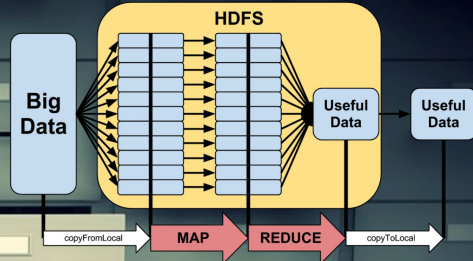 HDFS
Big
Data
Useful
Data
Useful
Data
copyFromLocal
MAP
REDUCE
copyToLocal